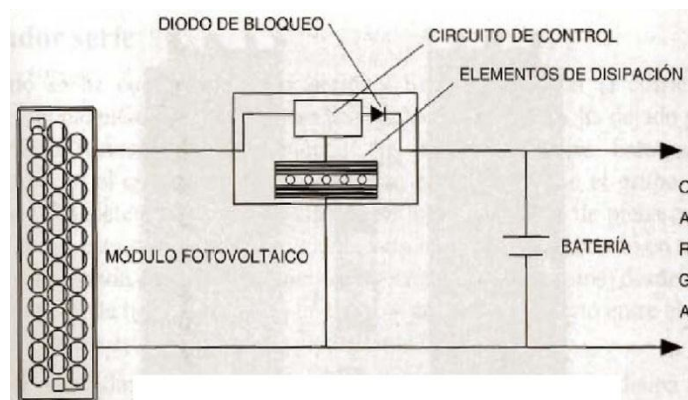 DIODO DE BLOQUEO
CIRCUITO DE CONTROL
ELEMENTOS DE DISIPACIÓN
MÓDULO FOTOVOLTAICO
BATERÍA
C
A
R
G
A